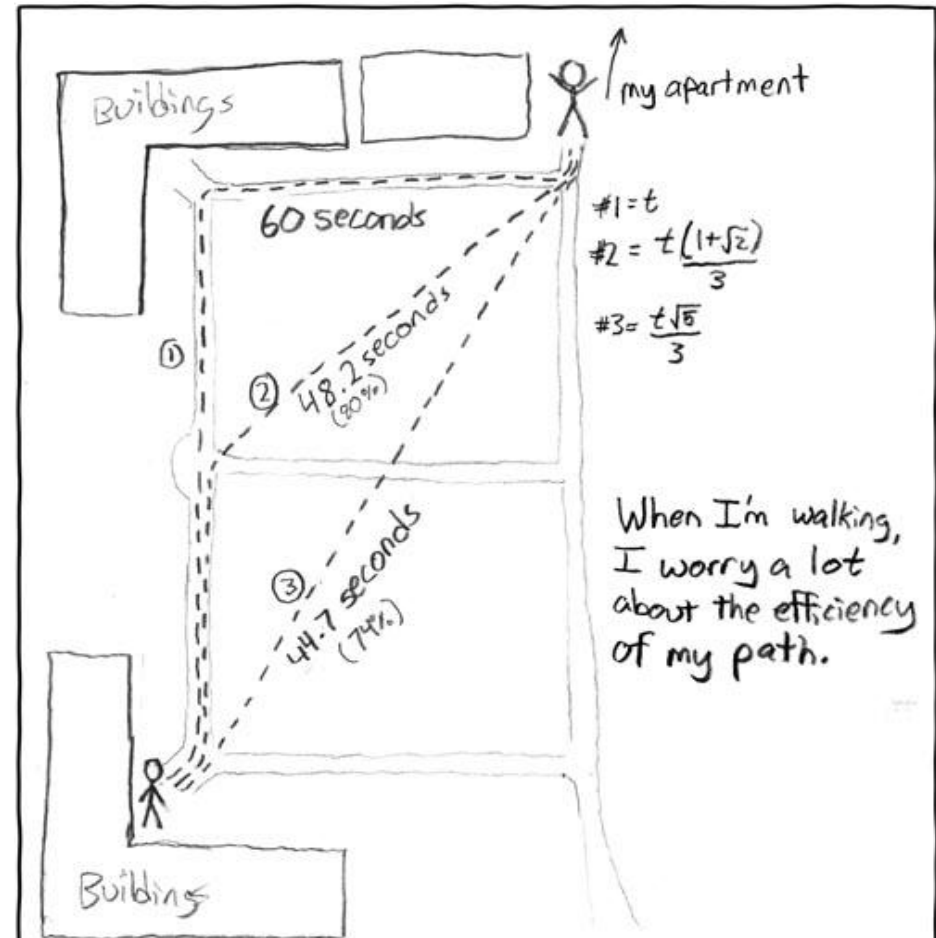 Buildings
my apartment
60 seconds
#1 = t
#2 = t(1+√2)/3
#3 = t√5/3
①
②
48.2 seconds
(80%)
③
44.7 seconds
(74%)
When I'm walking,
I worry a lot
about the efficiency
of my path.
Buildings